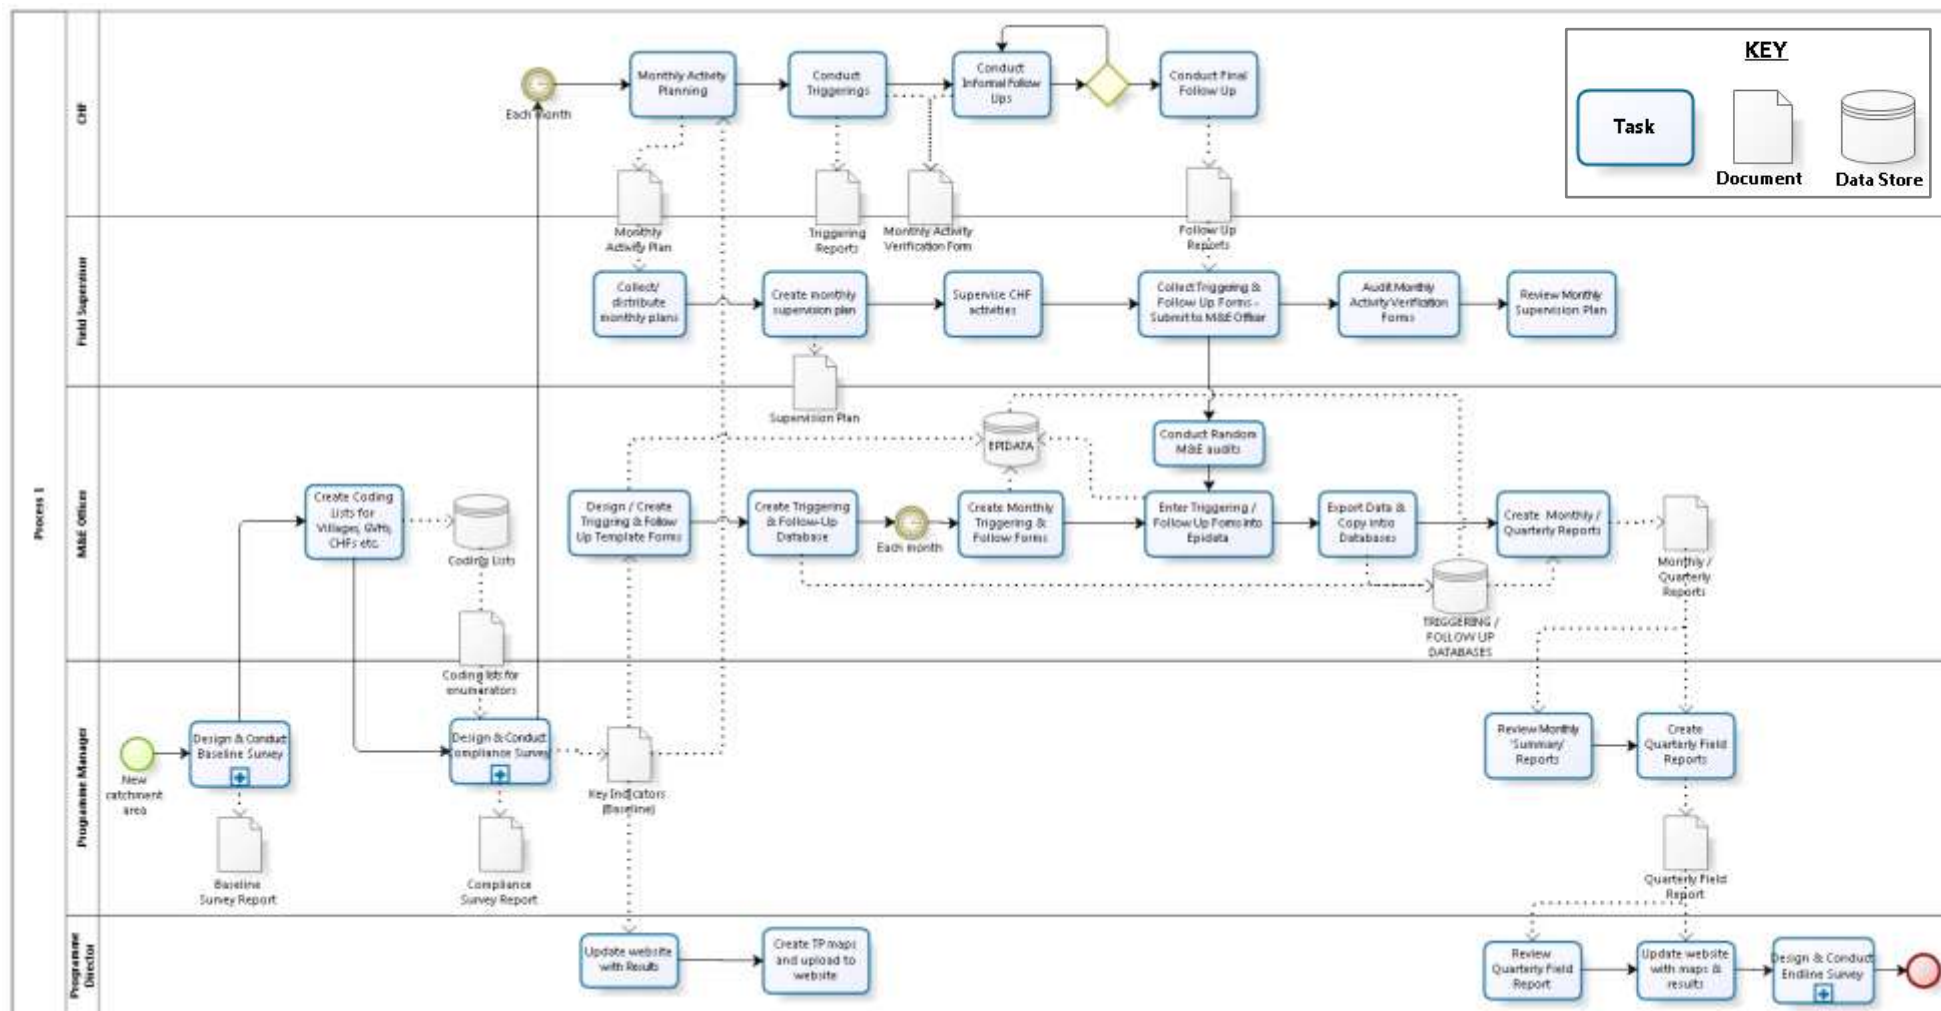 Process 1
CHF
Each month
Monthly Activity
Planning
Conduct
Triggerings
Conduct
Informal Follow
Ups
Conduct Final
Follow Up
KEY
Task
Document
Data Store
Monthly
Activity Plan
Triggering
Reports
Monthly Activity
Verification Form
Follow Up
Reports
Field Supervisor
Collect/
distribute
monthly plans
Create monthly
supervision plan
Supervise CHF
activities
Collect Triggering &
Follow Up Forms -
Submit to M&E Officer
Audit Monthly
Activity Verification
Forms
Review Monthly
Supervision Plan
Supervision Plan
M&E Officer
Create Coding
Lists for
Villages, GVHs,
CHFs etc.
Coding Lists
Coding lists for
enumerators
Design / Create
Triggring & Follow
Up Template Forms
Create Triggering
& Follow-Up
Database
Each month
EPIDATA
Create Monthly
Triggering &
Follow Forms
Conduct Random
M&E audits
Enter Triggering /
Follow Up Forms into
Epidata
Export Data &
Copy into
Databases
Create Monthly /
Quarterly Reports
Monthly /
Quarterly
Reports
TRIGGERING /
FOLLOW UP
DATABASES
Programme Manager
New
catchment
area
Design & Conduct
Baseline Survey
Baseline
Survey Report
Design & Conduct
ompliance Survey
Compliance
Survey Report
Key Indicators
(Baseline)
Review Monthly
'Summary'
Reports
Create
Quarterly Field
Reports
Quarterly Field
Report
Programme
Director
Update website
with Results
Create TP maps
and upload to
website
Review
Quarterly Field
Report
Update website
with maps &
results
Design & Conduct
Endline Survey